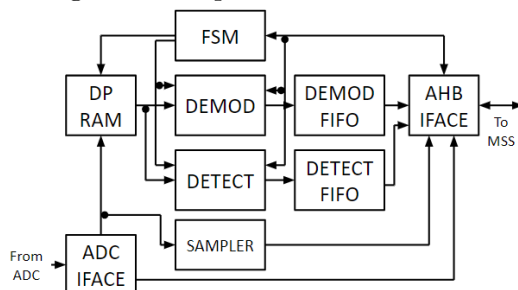 FSM
DP
RAM
DEMOD
DEMOD
FIFO
AHB
IFACE
To
MSS
DETECT
DETECT
FIFO
SAMPLER
From
ADC
ADC
IFACE